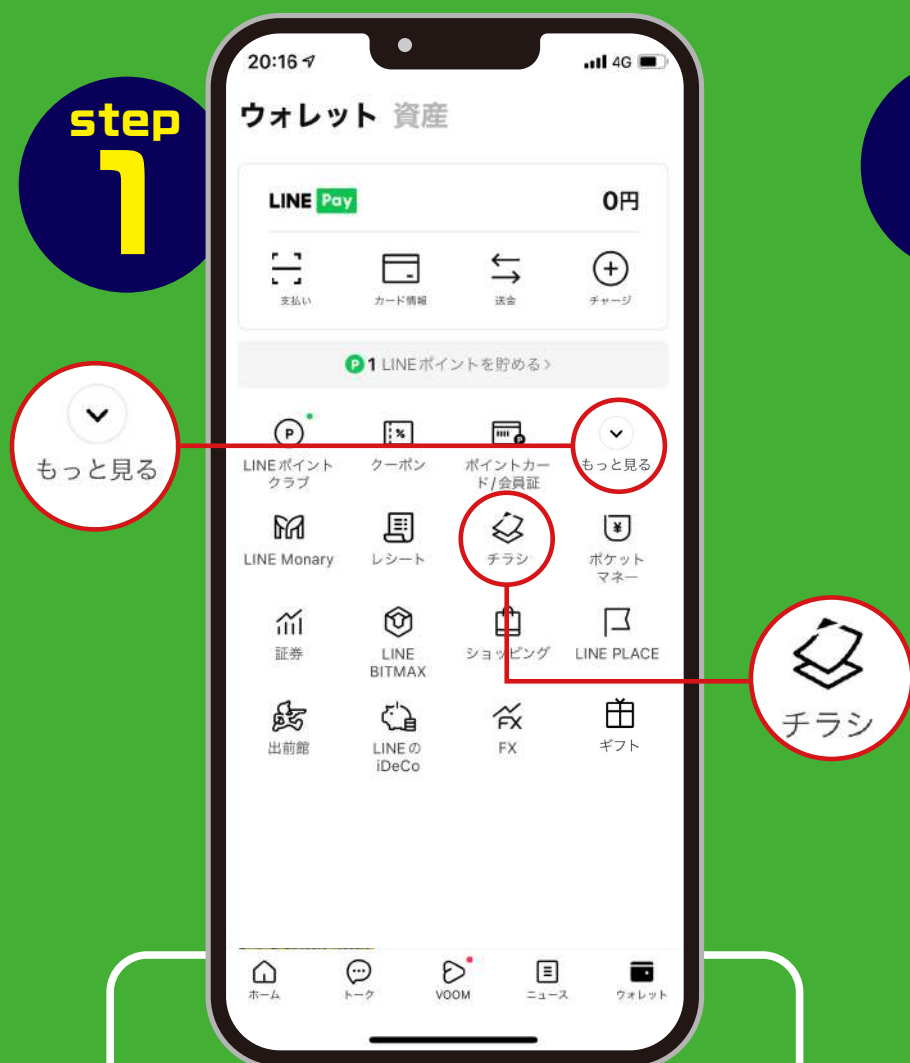 step
1
20:16
4G
ウォレット 資産
LINE Pay
0円
支払い
カード情報
送金
チャージ
P 1 LINEポイントを貯める >
P
LINEポイント
クラブ
%
クーポン
P
ポイントカー
ド/会員証
もっと見る
もっと見る
LINE Monary
レシート
チラシ
¥
ポケット
マネー
証券
LINE
BITMAX
ショッピング
LINE PLACE
チラシ
出前館
LINEの
iDeCo
FX
FX
ギフト
ホーム
トーク
VOOM
ニュース
ウォレット